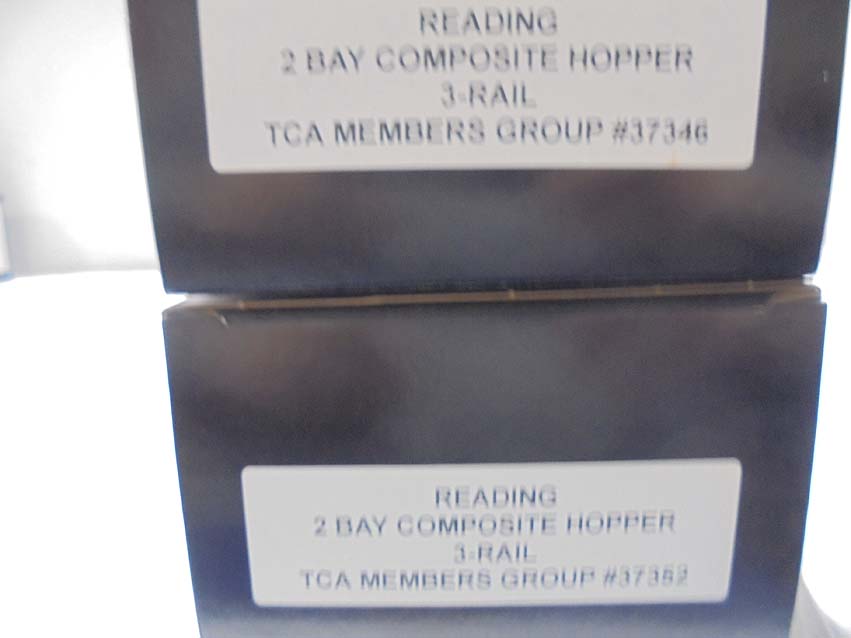 READING
2 BAY COMPOSITE HOPPER
3-RAIL
TCA MEMBERS GROUP #37346
READING
2 BAY COMPOSITE HOPPER
3-RAIL
TCA MEMBERS GROUP #37352